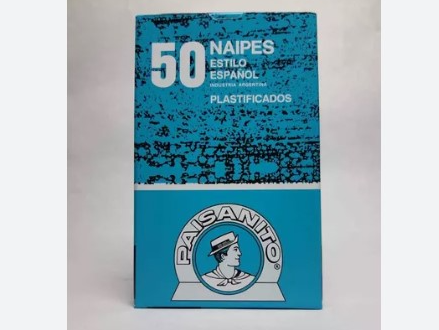 50 NAIPES
ESTILO
ESPAÑOL
INDUSTRIA ARGENTINA
PLASTIFICADOS
PAISANITO ®